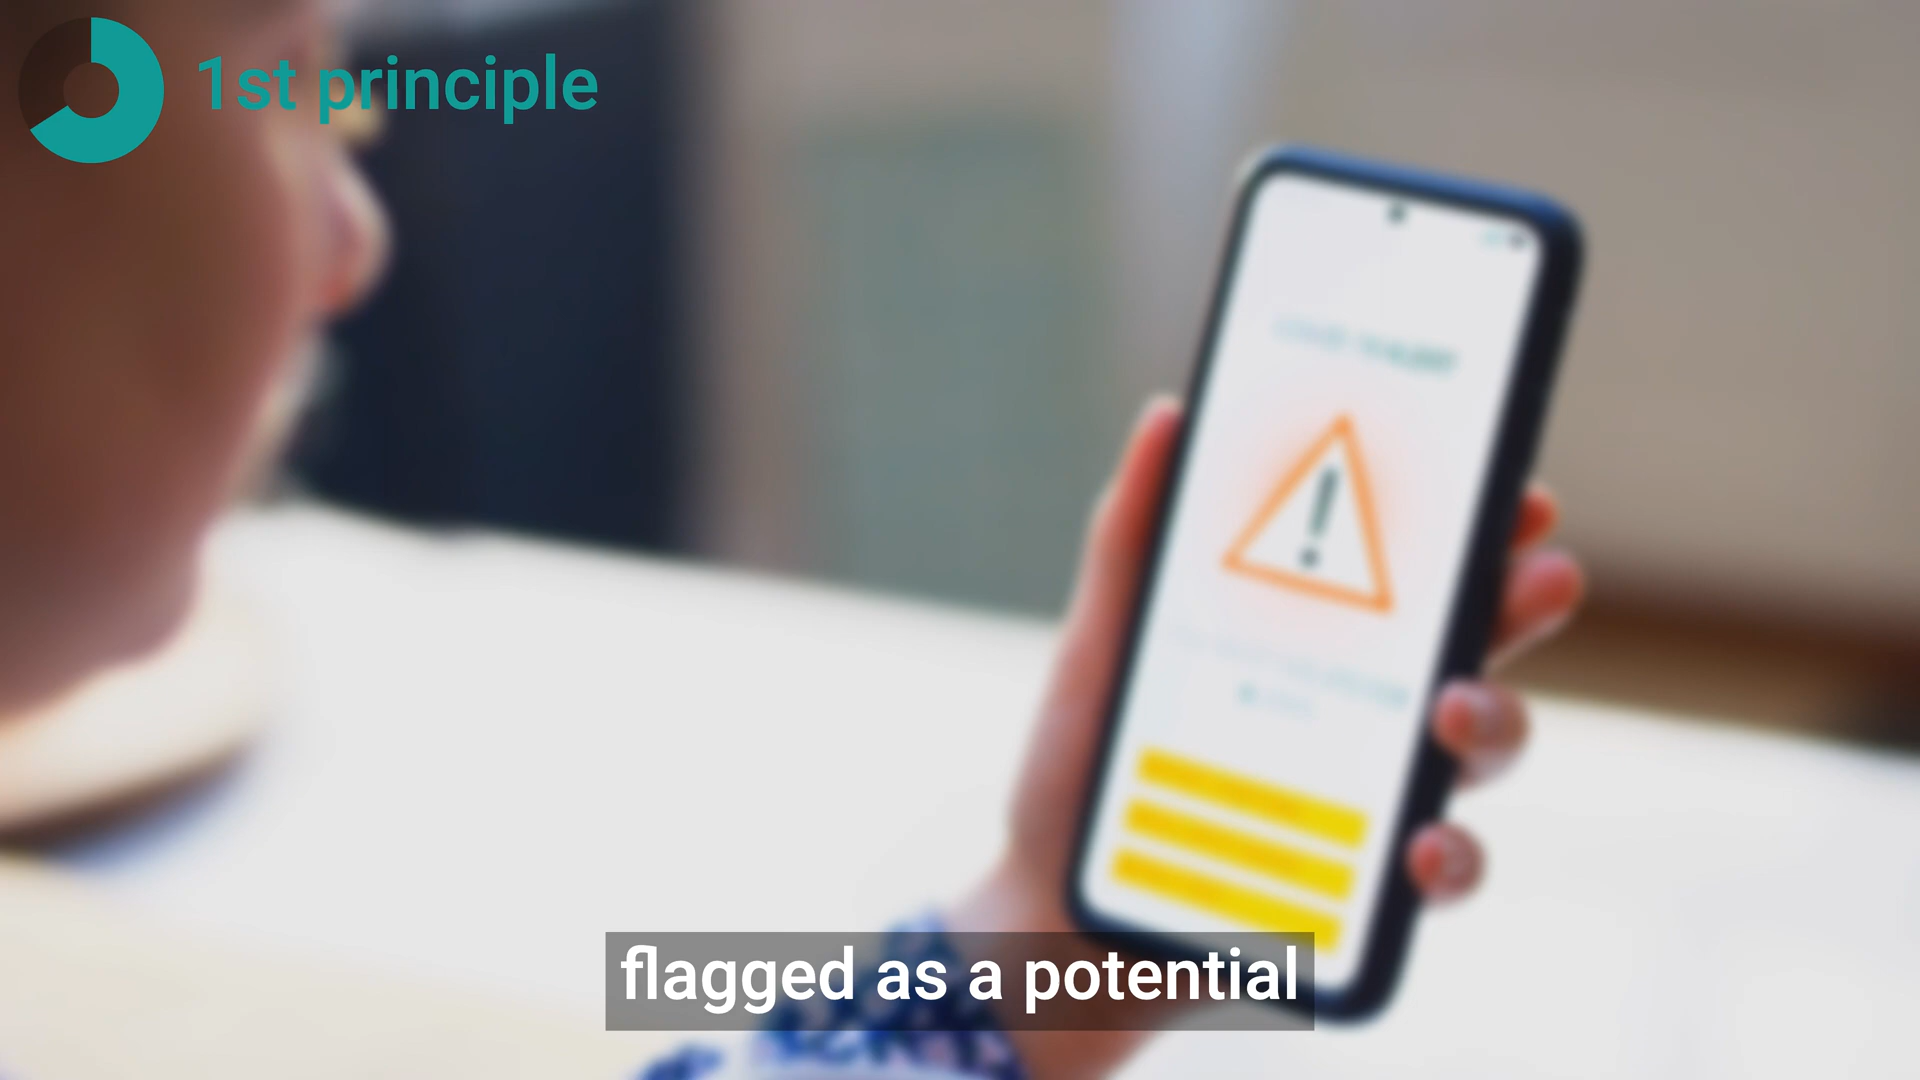 1st principle
flagged as a potential